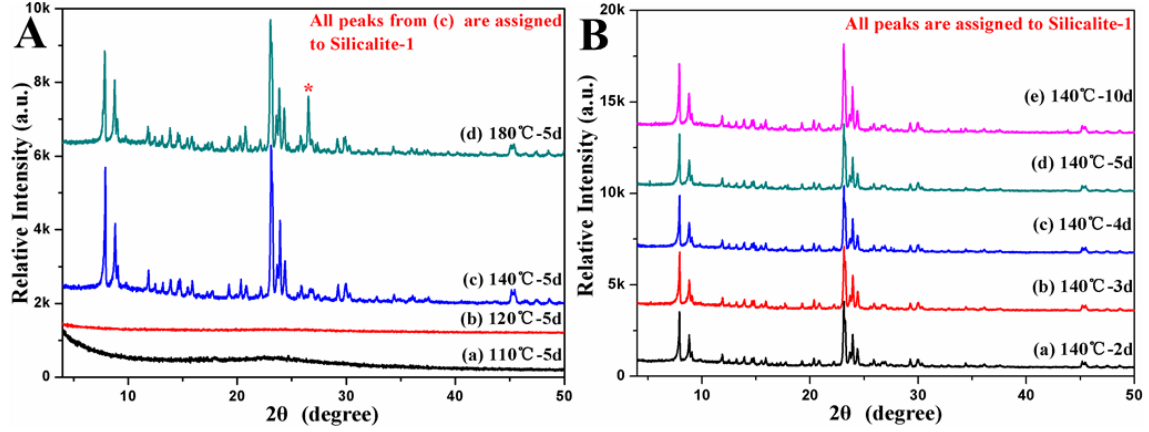 A
All peaks from (c) are assigned
to Silicalite-1
*
10k
8k
6k
4k
2k
0
Relative Intensity (a.u.)
(d) 180℃-5d
(c) 140℃-5d
(b) 120℃-5d
(a) 110℃-5d
10 20 30 40 50
2θ (degree)
B
All peaks are assigned to Silicalite-1
20k
15k
10k
5k
0
Relative Intensity (a.u.)
(e) 140℃-10d
(d) 140℃-5d
(c) 140℃-4d
(b) 140℃-3d
(a) 140℃-2d
10 20 30 40 50
2θ (degree)